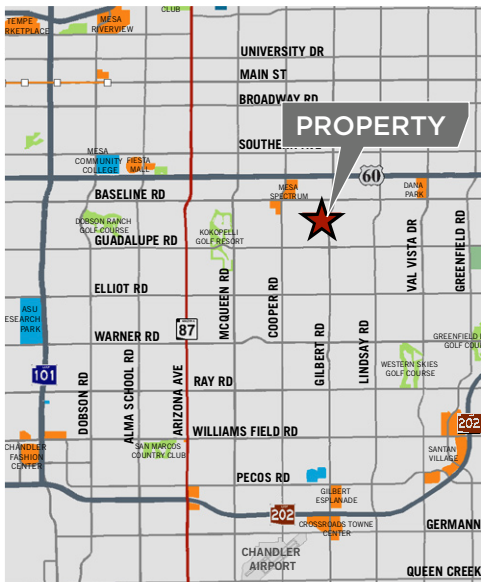 CLUB
TEMPE
RKETPLACE
MESA
RIVERVIEW
UNIVERSITY DR
MAIN ST
BROADWAY RD
PROPERTY
MESA
COMMUNITY
COLLEGE
FIESTA
MALL
60
BASELINE RD
MESA
SPECTRUM
DANA
PARK
DOBSON RANCH
GOLF COURSE
KOKOPELLI
GOLF RESORT
GUADALUPE RD
VAL VISTA DR
GREENFIELD RD
ELLIOT RD
MCQUEEN RD
COOPER RD
ASU
ESEARCH
PARK
87
WARNER RD
GILBERT RD
LINDSAY RD
GREENFIELD
GOLF COU
WESTERN SKIES
GOLF COURSE
101
DOBSON RD
ALMA SCHOOL RD
ARIZONA AVE
RAY RD
202
WILLIAMS FIELD RD
CHANDLER
FASHION
CENTER
SAN MARCOS
COUNTRY CLUB
SANTAN
VILLAGE
PECOS RD
GILBERT
ESPLANADE
202
CROSSROADS TOWNE
CENTER
GERMANN
CHANDLER
AIRPORT
QUEEN CREEK